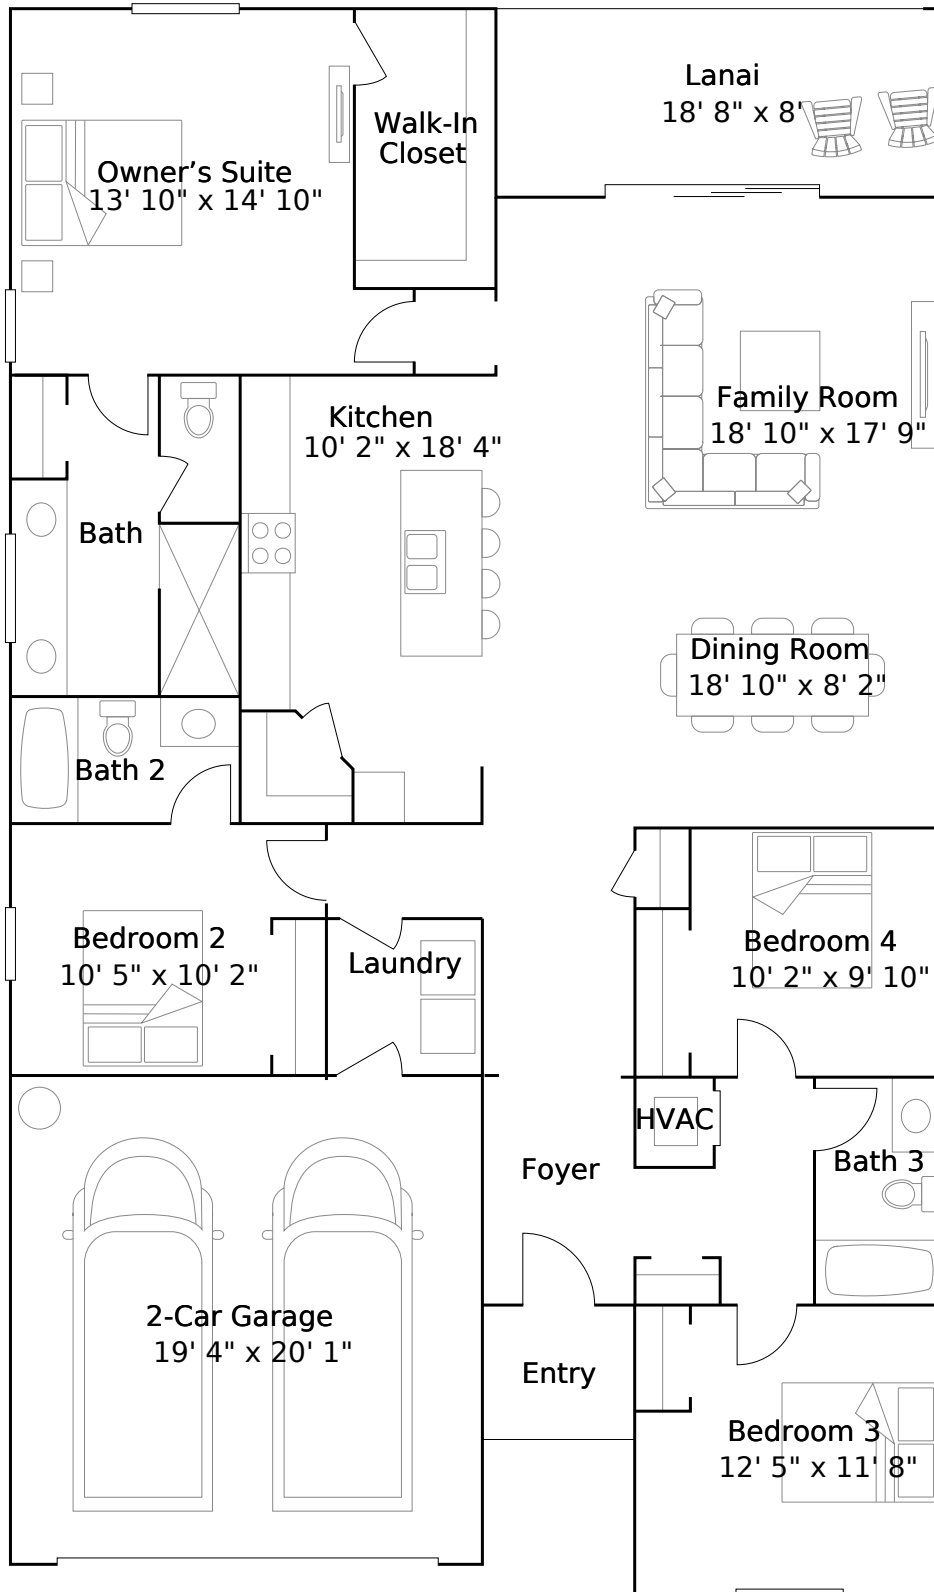 Lanai
18' 8" x 8'
Walk-In
Closet
Owner’s Suite
13' 10" x 14' 10"
Kitchen
10' 2" x 18' 4"
Family Room
18' 10" x 17' 9"
Bath
Dining Room
18' 10" x 8' 2"
Bath 2
Bedroom 2
10' 5" x 10' 2"
Laundry
Bedroom 4
10' 2" x 9' 10"
HVAC
Foyer
Bath 3
2-Car Garage
19' 4" x 20' 1"
Entry
Bedroom 3
12' 5" x 11' 8"